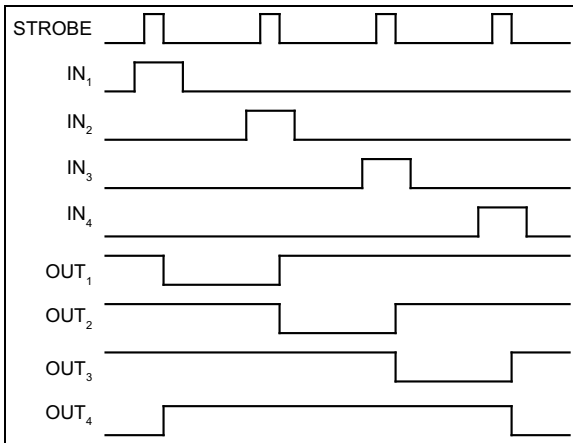 STROBE
IN₁
IN₂
IN₃
IN₄
OUT₁
OUT₂
OUT₃
OUT₄